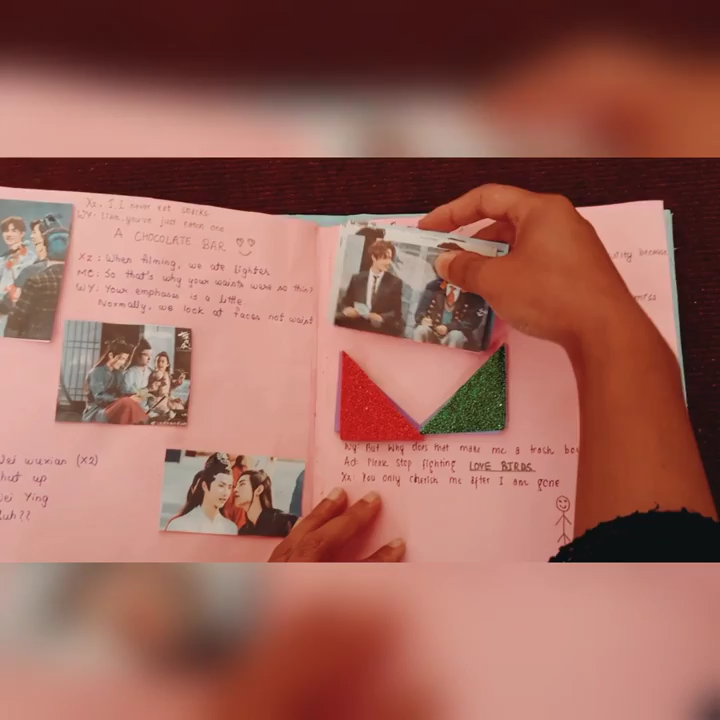 Xz: I, I never eat snacks
WY: Liar, you've just eaten one
A CHOCOLATE BAR
XZ: When filming, we ate lighter
MC: So that's why your waists were so thin?
WY: Your emphasis is a little
Normally, we look at faces not waist
Wei wuxian (x2)
shut up
Wei Ying
Huh??
Wy: But why does that make me a trash
Ad: Please Stop fighting LOVE BIRDS
Xz: You only cherish me after I am gone